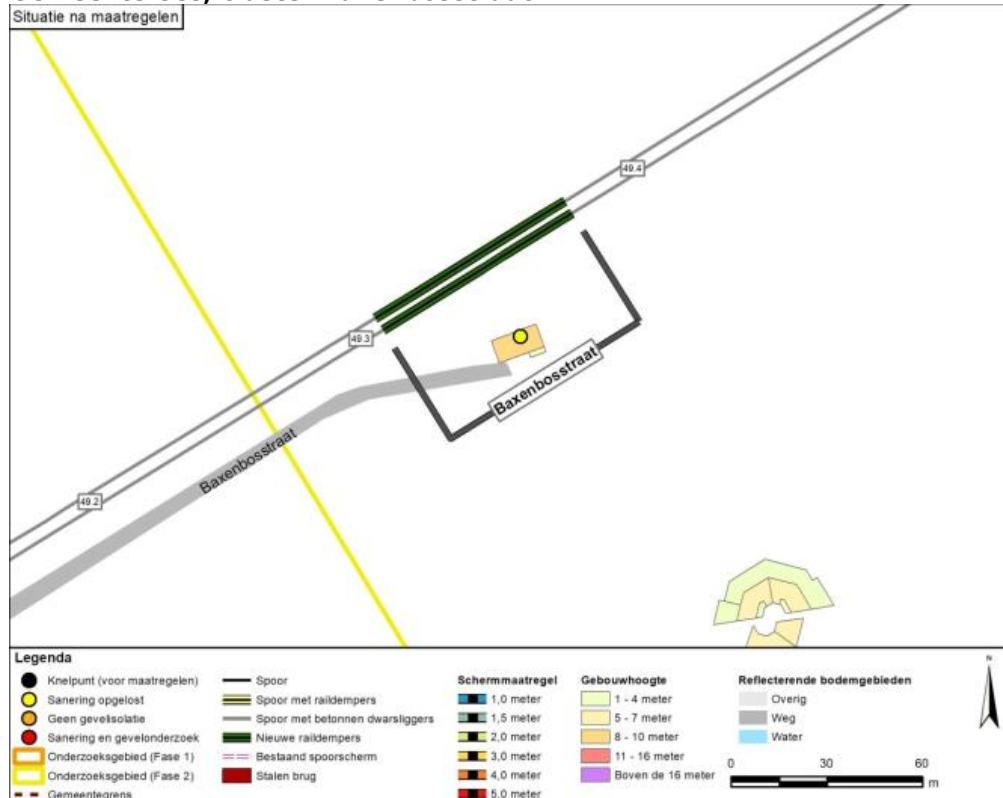 Situatie na maatregelen
49.4
49.3
Baxenbosstraat
Baxenbosstraat
49.2
Legenda
Knelpunt (voor maatregelen)
Sanering opgelost
Geen gevelisolatie
Sanering en gevelonderzoek
Onderzoeksgebied (Fase 1)
Onderzoeksgebied (Fase 2)
Gemeentegrens
Spoor
Spoor met raildempers
Spoor met betonnen dwarsliggers
Nieuwe raildempers
Bestaand spoorscherm
Stalen brug
Schermmaatregel
1,0 meter
1,5 meter
2,0 meter
3,0 meter
4,0 meter
5,0 meter
Gebouwhoogte
1 - 4 meter
5 - 7 meter
8 - 10 meter
11 - 16 meter
Boven de 16 meter
Reflecterende bodemgebieden
Overig
Weg
Water
N
0 30 60
m